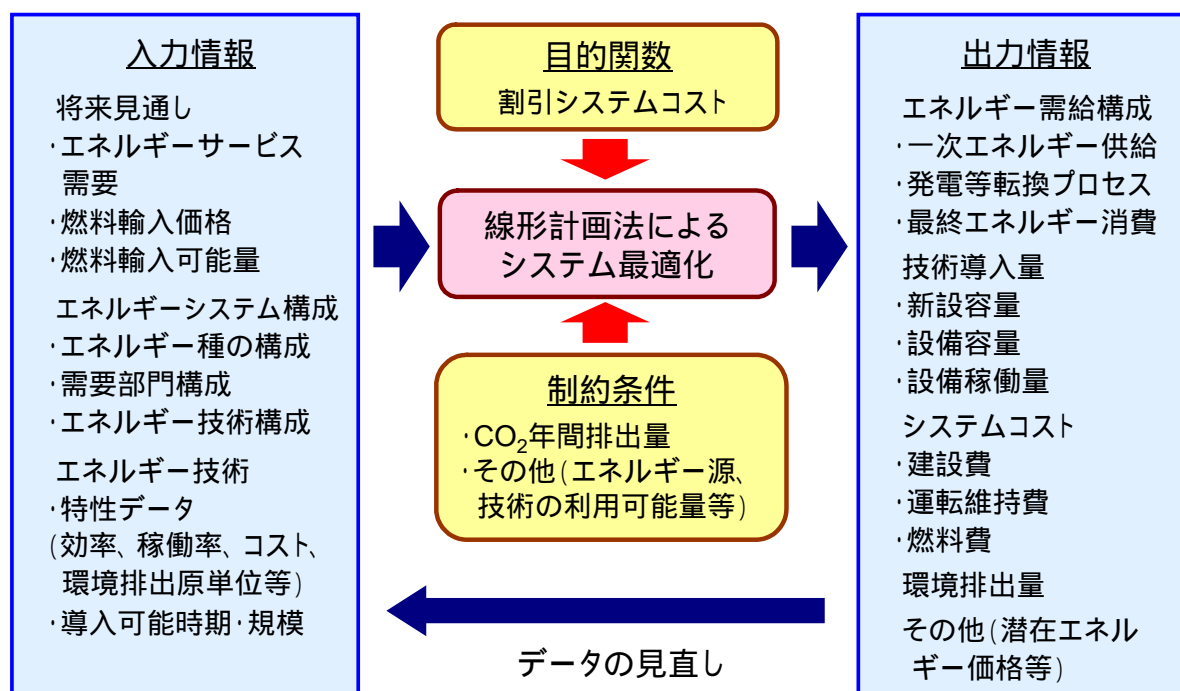 入力情報
将来見通し
・エネルギーサービス
需要
・燃料輸入価格
・燃料輸入可能量
エネルギーシステム構成
・エネルギー種の構成
・需要部門構成
・エネルギー技術構成
エネルギー技術
・特性データ
(効率、稼働率、コスト、
環境排出原単位等)
・導入可能時期・規模
目的関数
割引システムコスト
線形計画法による
システム最適化
制約条件
・CO₂年間排出量
・その他(エネルギー源、
技術の利用可能量等)
データの見直し
出力情報
エネルギー需給構成
・一次エネルギー供給
・発電等転換プロセス
・最終エネルギー消費
技術導入量
・新設容量
・設備容量
・設備稼働量
システムコスト
・建設費
・運転維持費
・燃料費
環境排出量
その他(潜在エネル
ギー価格等)